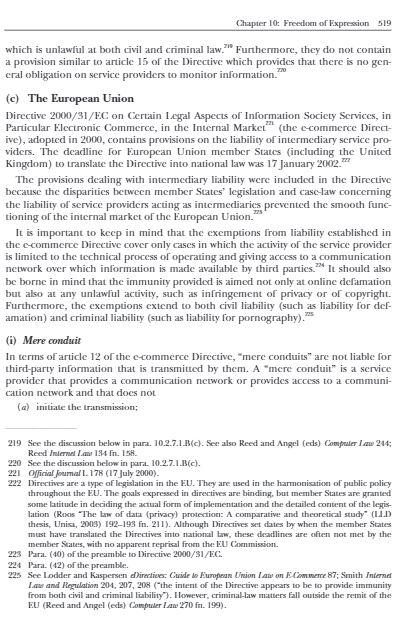 Chapter 10: Freedom of Expression 519
which is unlawful at both civil and criminal law.²¹⁹ Furthermore, they do not contain
a provision similar to article 15 of the Directive which provides that there is no gen-
eral obligation on service providers to monitor information.²²⁰
(c) The European Union
Directive 2000/31/EC on Certain Legal Aspects of Information Society Services, in
Particular Electronic Commerce, in the Internal Market²²¹ (the e-commerce Direct-
ive), adopted in 2000, contains provisions on the liability of intermediary service pro-
viders. The deadline for European Union member States (including the United
Kingdom) to translate the Directive into national law was 17 January 2002.²²²
The provisions dealing with intermediary liability were included in the Directive
because the disparities between member States' legislation and case-law concerning
the liability of service providers acting as intermediaries prevented the smooth func-
tioning of the internal market of the European Union.²²³
It is important to keep in mind that the exemptions from liability established in
the e-commerce Directive cover only cases in which the activity of the service provider
is limited to the technical process of operating and giving access to a communication
network over which information is made available by third parties.²²⁴ It should also
be borne in mind that the immunity provided is aimed not only at online defamation
but also at any unlawful activity, such as infringement of privacy or of copyright.
Furthermore, the exemptions extend to both civil liability (such as liability for def-
amation) and criminal liability (such as liability for pornography).²²⁵
(i) Mere conduit
In terms of article 12 of the e-commerce Directive, "mere conduits" are not liable for
third-party information that is transmitted by them. A "mere conduit" is a service
provider that provides a communication network or provides access to a communi-
cation network and that does not
(a) initiate the transmission;
219 See the discussion below in para. 10.2.7.1.B(c). See also Reed and Angel (eds) Computer Law 244;
Reed Internet Law 134 fn. 158.
220 See the discussion below in para. 10.2.7.1.B(c).
221 Official Journal L 178 (17 July 2000).
222 Directives are a type of legislation in the EU. They are used in the harmonisation of public policy
throughout the EU. The goals expressed in directives are binding, but member States are granted
some latitude in deciding the actual form of implementation and the detailed content of the legis-
lation (Roos "The law of data (privacy) protection: A comparative and theoretical study" (LLD
thesis, Unisa, 2003) 192–193 fn. 211). Although Directives set dates by when the member States
must have translated the Directives into national law, these deadlines are often not met by the
member States, with no apparent reprisal from the EU Commission.
223 Para. (40) of the preamble to Directive 2000/31/EC.
224 Para. (42) of the preamble.
225 See Lodder and Kaspersen eDirectives: Guide to European Union Law on E-Commerce 87; Smith Internet
Law and Regulation 204, 207, 208 ("the intent of the Directive appears to be to provide immunity
from both civil and criminal liability"). However, criminal-law matters fall outside the remit of the
EU (Reed and Angel (eds) Computer Law 270 fn. 199).